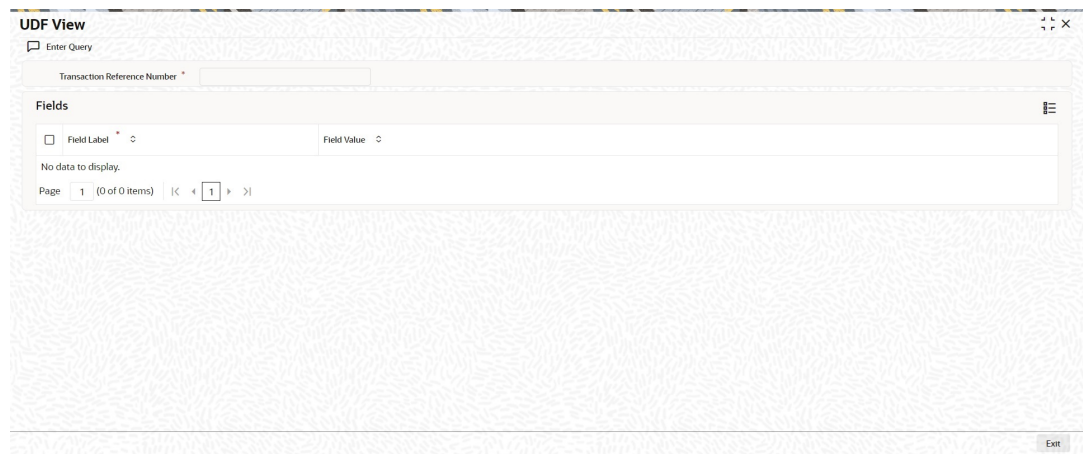 UDF View
Enter Query
Transaction Reference Number *
Fields
Field Label * Field Value
No data to display.
Page 1 (0 of 0 items) 1
Exit